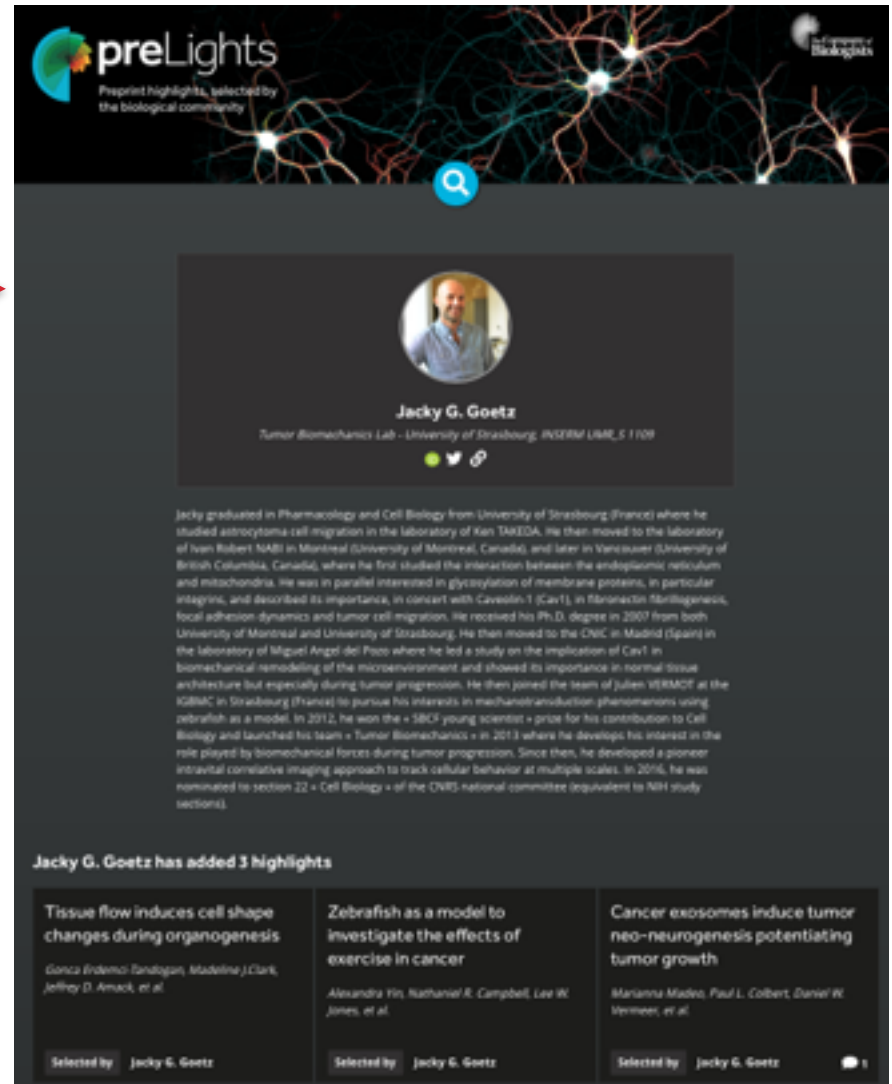 preLights
Preprint highlights, selected by
the biological community
The Company of
Biologists
Jacky G. Goetz
Tumor Biomechanics Lab - University of Strasbourg, INSERM UMR_S 1109
Jacky graduated in Pharmacology and Cell Biology from University of Strasbourg (France) where he
studied astrocytoma cell migration in the laboratory of Ken TAKEDA. He then moved to the laboratory
of Ivan Robert NABI in Montreal (University of Montreal, Canada), and later in Vancouver (University of
British Columbia, Canada), where he first studied the interaction between the endoplasmic reticulum
and mitochondria. He was in parallel interested in glycosylation of membrane proteins, in particular
integrins, and described its importance, in concert with Caveolin-1 (Cav1), in fibronectin fibrillogenesis,
focal adhesion dynamics and tumor cell migration. He received his Ph.D. degree in 2007 from both
University of Montreal and University of Strasbourg. He then moved to the CNIC in Madrid (Spain) in
the laboratory of Miguel Angel del Pozo where he led a study on the implication of Cav1 in
biomechanical remodeling of the microenvironment and showed its importance in normal tissue
architecture but especially during tumor progression. He then joined the team of Julien VERMOT at the
IGBMC in Strasbourg (France) to pursue his interests in mechanotransduction phenomenons using
zebrafish as a model. In 2012, he won the « SBCF young scientist » prize for his contribution to Cell
Biology and launched his team « Tumor Biomechanics » in 2013 where he develops his interest in the
role played by biomechanical forces during tumor progression. Since then, he developed a pioneer
intravital correlative imaging approach to track cellular behavior at multiple scales. In 2016, he was
nominated to section 22 « Cell Biology » of the CNRS national committee (equivalent to NIH study
sections).
Jacky G. Goetz has added 3 highlights
Tissue flow induces cell shape
changes during organogenesis
Gonca Erdemci-Tandogan, Madeline J.Clark,
Jeffrey D. Amack, et al.
Selected by Jacky G. Goetz
Zebrafish as a model to
investigate the effects of
exercise in cancer
Alexandra Yin, Nathaniel R. Campbell, Lee W.
Jones, et al.
Selected by Jacky G. Goetz
Cancer exosomes induce tumor
neo-neurogenesis potentiating
tumor growth
Marianna Madeo, Paul L. Colbert, Daniel W.
Vermeer, et al.
Selected by Jacky G. Goetz 1